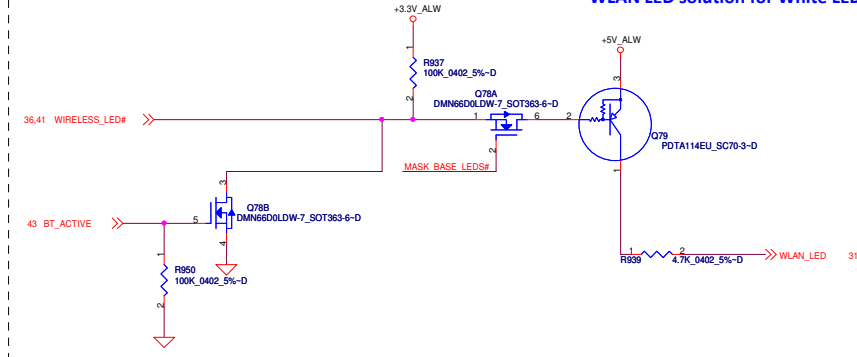 WLAN LED solution for White LED
+3.3V_ALW
+5V_ALW
1
R937
100K_0402_5%~D
2
Q78A
DMN66D0LDW-7_SOT363-6~D
3
36,41 WIRELESS_LED#
1
6
2
Q79
PDTA114EU_SC70-3~D
2
MASK_BASE_LEDS#
1
3
Q78B
DMN66D0LDW-7_SOT363-6~D
43 BT_ACTIVE
5
4
1
R950
100K_0402_5%~D
2
1
2
R939
4.7K_0402_5%~D
WLAN_LED 31